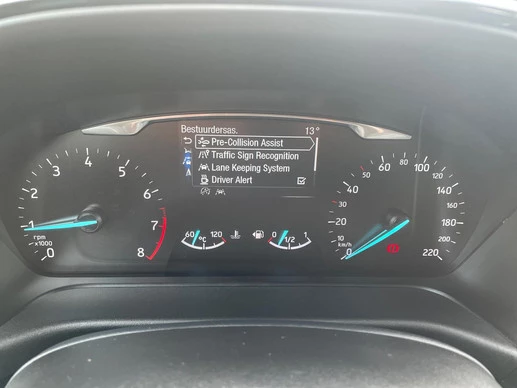 Bestuurdersas. 13°
Pre-Collision Assist
Traffic Sign Recognition
Lane Keeping System
Driver Alert
0 1 2 3 4 5 6 7 8
rpm
x1000
60 °C 120
0 1/2 1
0 10 20 30 40 50 60 80 100 120 140 160 180 200 220
km/h